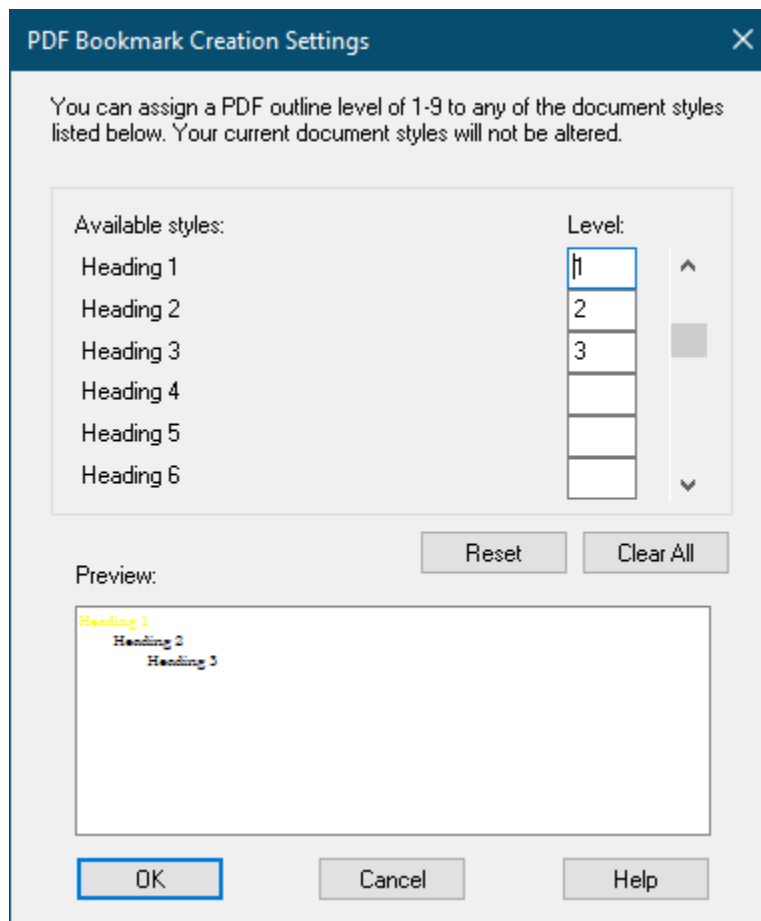 PDF Bookmark Creation Settings
You can assign a PDF outline level of 1-9 to any of the document styles
listed below. Your current document styles will not be altered.
Available styles: Level:
Heading 1 1
Heading 2 2
Heading 3 3
Heading 4
Heading 5
Heading 6
Reset Clear All
Preview:
Heading 1
Heading 2
Heading 3
OK Cancel Help